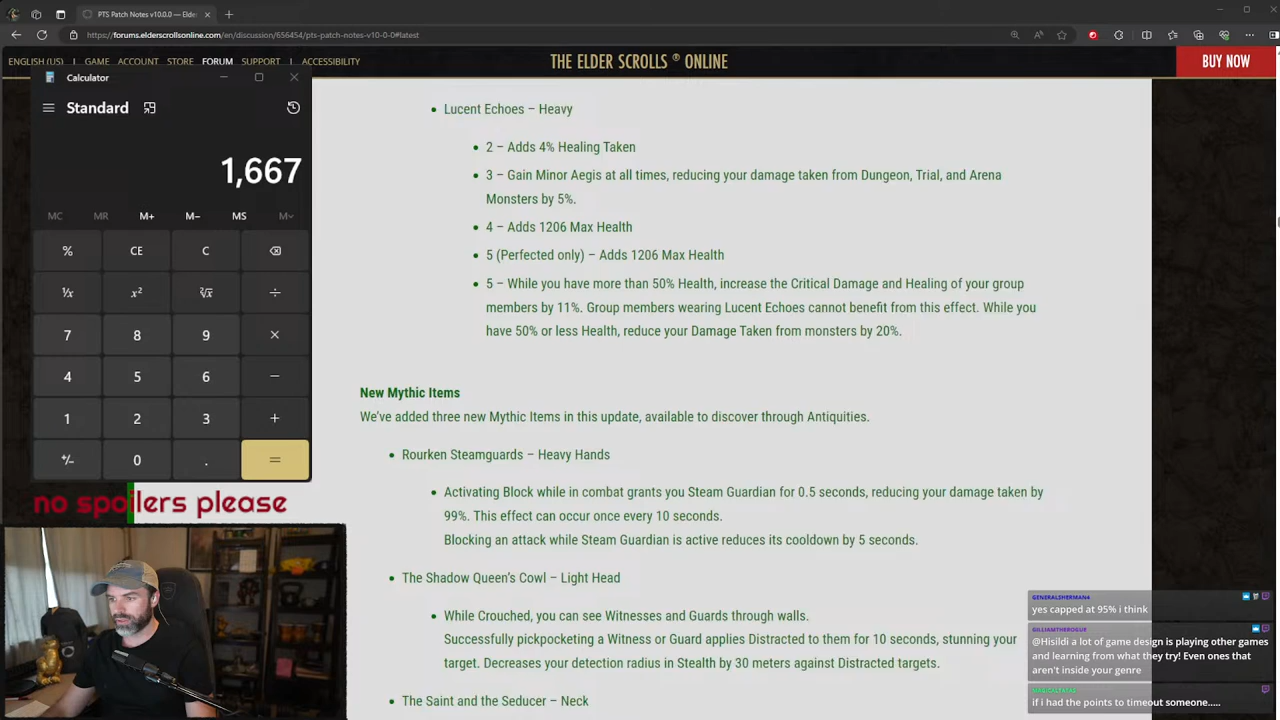 PTS Patch Notes v10.0.0 — Elder
https://forums.elderscrollsonline.com/en/discussion/656454/pts-patch-notes-v10-0-0#latest
ENGLISH (US) | GAME ACCOUNT STORE FORUM SUPPORT | ACCESSIBILITY
THE ELDER SCROLLS ® ONLINE
BUY NOW
Calculator
Standard
1,667
MC MR M+ M− MS M˅
% CE C
¹/x x² ²√x ÷
7 8 9 ×
4 5 6 −
1 2 3 +
+/− 0 . =
no spoilers please
• Lucent Echoes – Heavy
• 2 – Adds 4% Healing Taken
• 3 – Gain Minor Aegis at all times, reducing your damage taken from Dungeon, Trial, and Arena
Monsters by 5%.
• 4 – Adds 1206 Max Health
• 5 (Perfected only) – Adds 1206 Max Health
• 5 – While you have more than 50% Health, increase the Critical Damage and Healing of your group
members by 11%. Group members wearing Lucent Echoes cannot benefit from this effect. While you
have 50% or less Health, reduce your Damage Taken from monsters by 20%.
New Mythic Items
We've added three new Mythic Items in this update, available to discover through Antiquities.
• Rourken Steamguards – Heavy Hands
• Activating Block while in combat grants you Steam Guardian for 0.5 seconds, reducing your damage taken by
99%. This effect can occur once every 10 seconds.
Blocking an attack while Steam Guardian is active reduces its cooldown by 5 seconds.
• The Shadow Queen's Cowl – Light Head
• While Crouched, you can see Witnesses and Guards through walls.
Successfully pickpocketing a Witness or Guard applies Distracted to them for 10 seconds, stunning your
target. Decreases your detection radius in Stealth by 30 meters against Distracted targets.
• The Saint and the Seducer – Neck
GENERALSHERMAN4
yes capped at 95% i think
GILLIAMTHEROGUE
@Hisildi a lot of game design is playing other games
and learning from what they try! Even ones that
aren't inside your genre
if i had the points to timeout someone.....